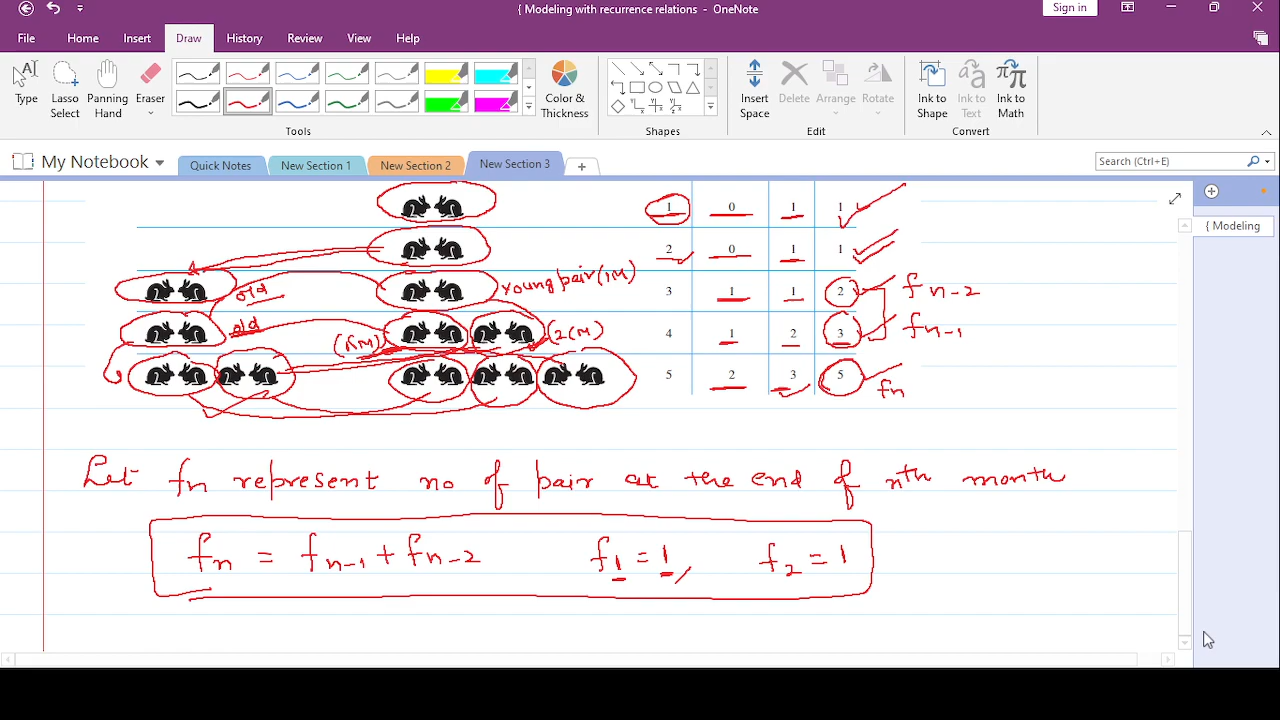 { Modeling with recurrence relations - OneNote
Sign in
File Home Insert Draw History Review View Help
Type Lasso Select Panning Hand Eraser Color & Thickness Insert Space Delete Arrange Rotate Ink to Shape Ink to Text Ink to Math
Tools Shapes Edit Convert
My Notebook Quick Notes New Section 1 New Section 2 New Section 3 Search (Ctrl+E)
{ Modeling
1 0 1 1
2 0 1 1
old young pair (1M) 3 1 1 2 fn-2
old (1M) 2(M) 4 1 2 3 fn-1
5 2 3 5 fn
Let fn represent no of pair at the end of nth month
fn = fn-1 + fn-2 f1 = 1, f2 = 1